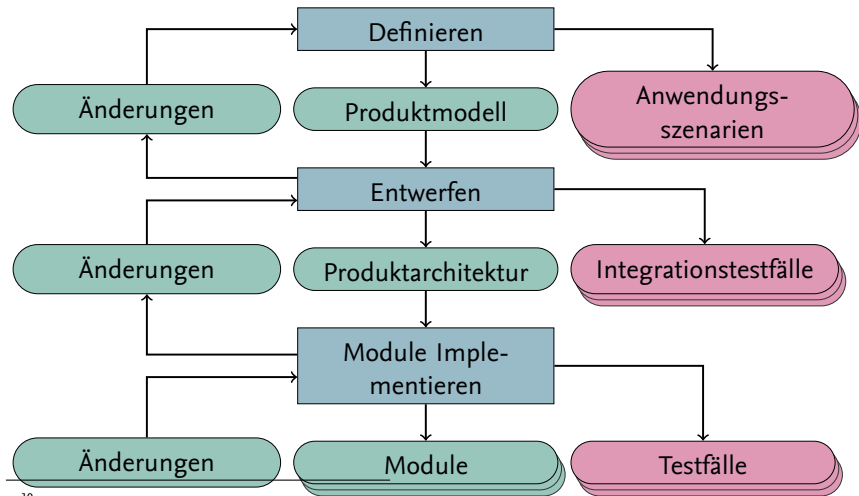 Definieren
Änderungen
Produktmodell
Anwendungs-
szenarien
Entwerfen
Änderungen
Produktarchitektur
Integrationstestfälle
Module Imple-
mentieren
Änderungen
Module
Testfälle